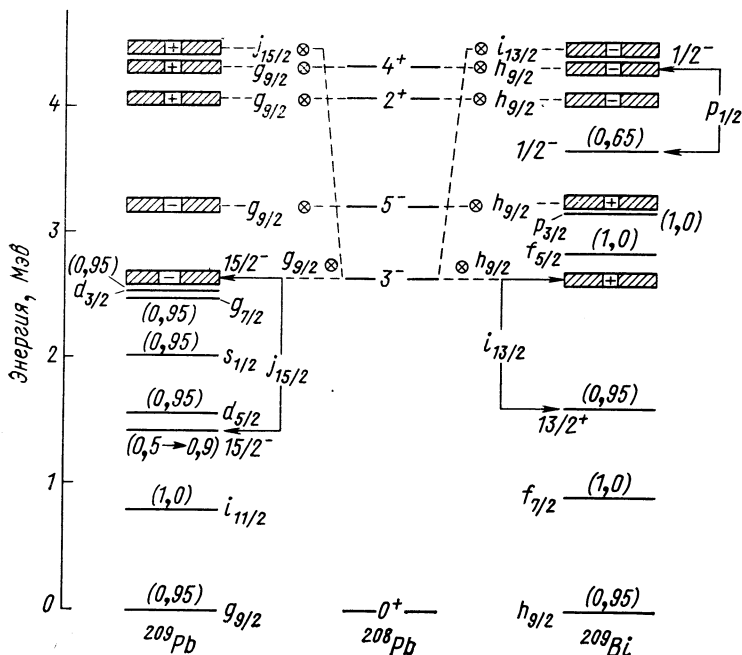 Энергия, Мэв
4
3
2
1
0
+ j15/2 ⊗ ⊗ i13/2 − 1/2⁻
+ g9/2 ⊗ 4⁺ ⊗ h9/2 −
+ g9/2 ⊗ 2⁺ ⊗ h9/2 −
p1/2
1/2⁻ (0,65)
− g9/2 ⊗ 5⁻ ⊗ h9/2 +
p3/2 (1,0)
f5/2 (1,0)
(0,95) − 15/2⁻ g9/2 ⊗ 3⁻ ⊗ h9/2 +
d3/2
g7/2
(0,95)
(0,95) s1/2
j15/2
i13/2
(0,95) d5/2
(0,95) 13/2⁺
(0,5→0,9) 15/2⁻
(1,0) i11/2
f7/2 (1,0)
(0,95) g9/2 0⁺ h9/2 (0,95)
²⁰⁹Pb ²⁰⁸Pb ²⁰⁹Bi